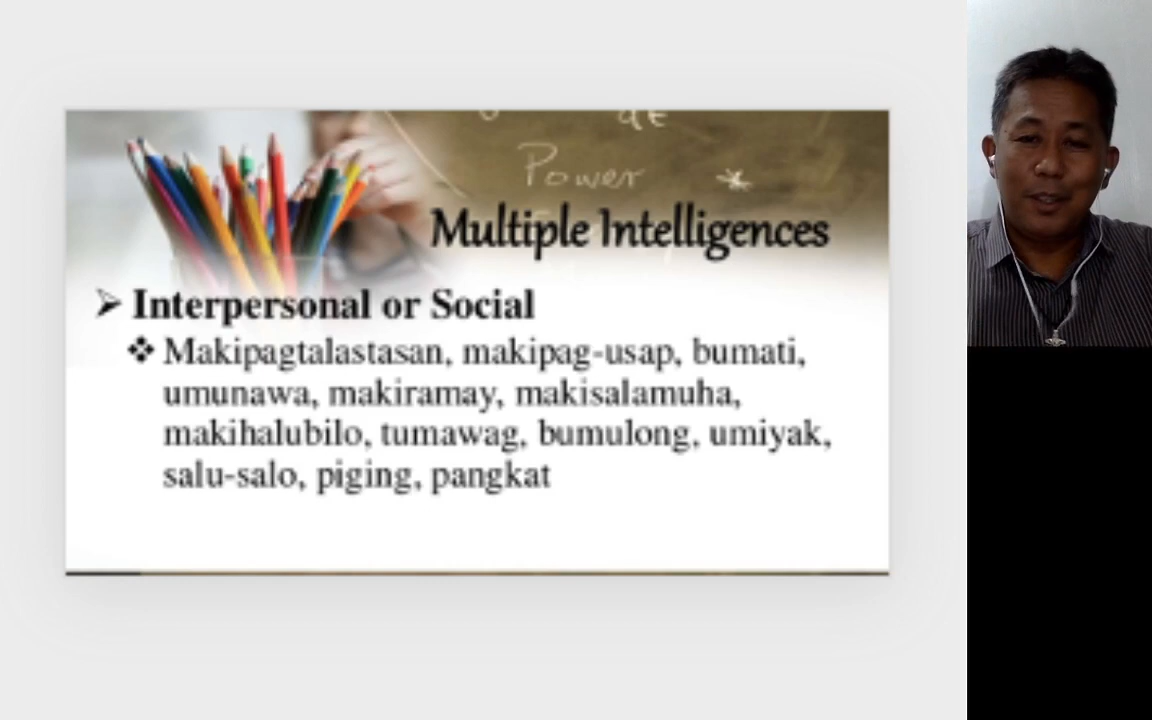 at
Power
Multiple Intelligences
Interpersonal or Social
Makipagtalastasan, makipag-usap, bumati,
umunawa, makiramay, makisalamuha,
makihalubilo, tumawag, bumulong, umiyak,
salu-salo, piging, pangkat